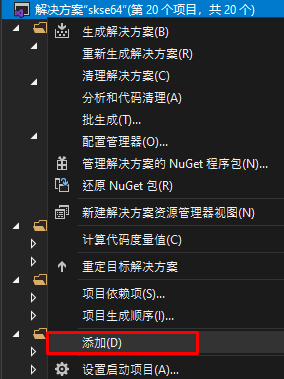 解决方案"skse64"(第 20 个项目，共 20 个)
生成解决方案(B)
重新生成解决方案(R)
清理解决方案(C)
分析和代码清理(A)
批生成(T)...
配置管理器(O)...
管理解决方案的 NuGet 程序包(N)...
还原 NuGet 包(R)
新建解决方案资源管理器视图(N)
计算代码度量值(C)
重定目标解决方案
项目依赖项(S)...
项目生成顺序(I)...
添加(D)
设置启动项目(A)...